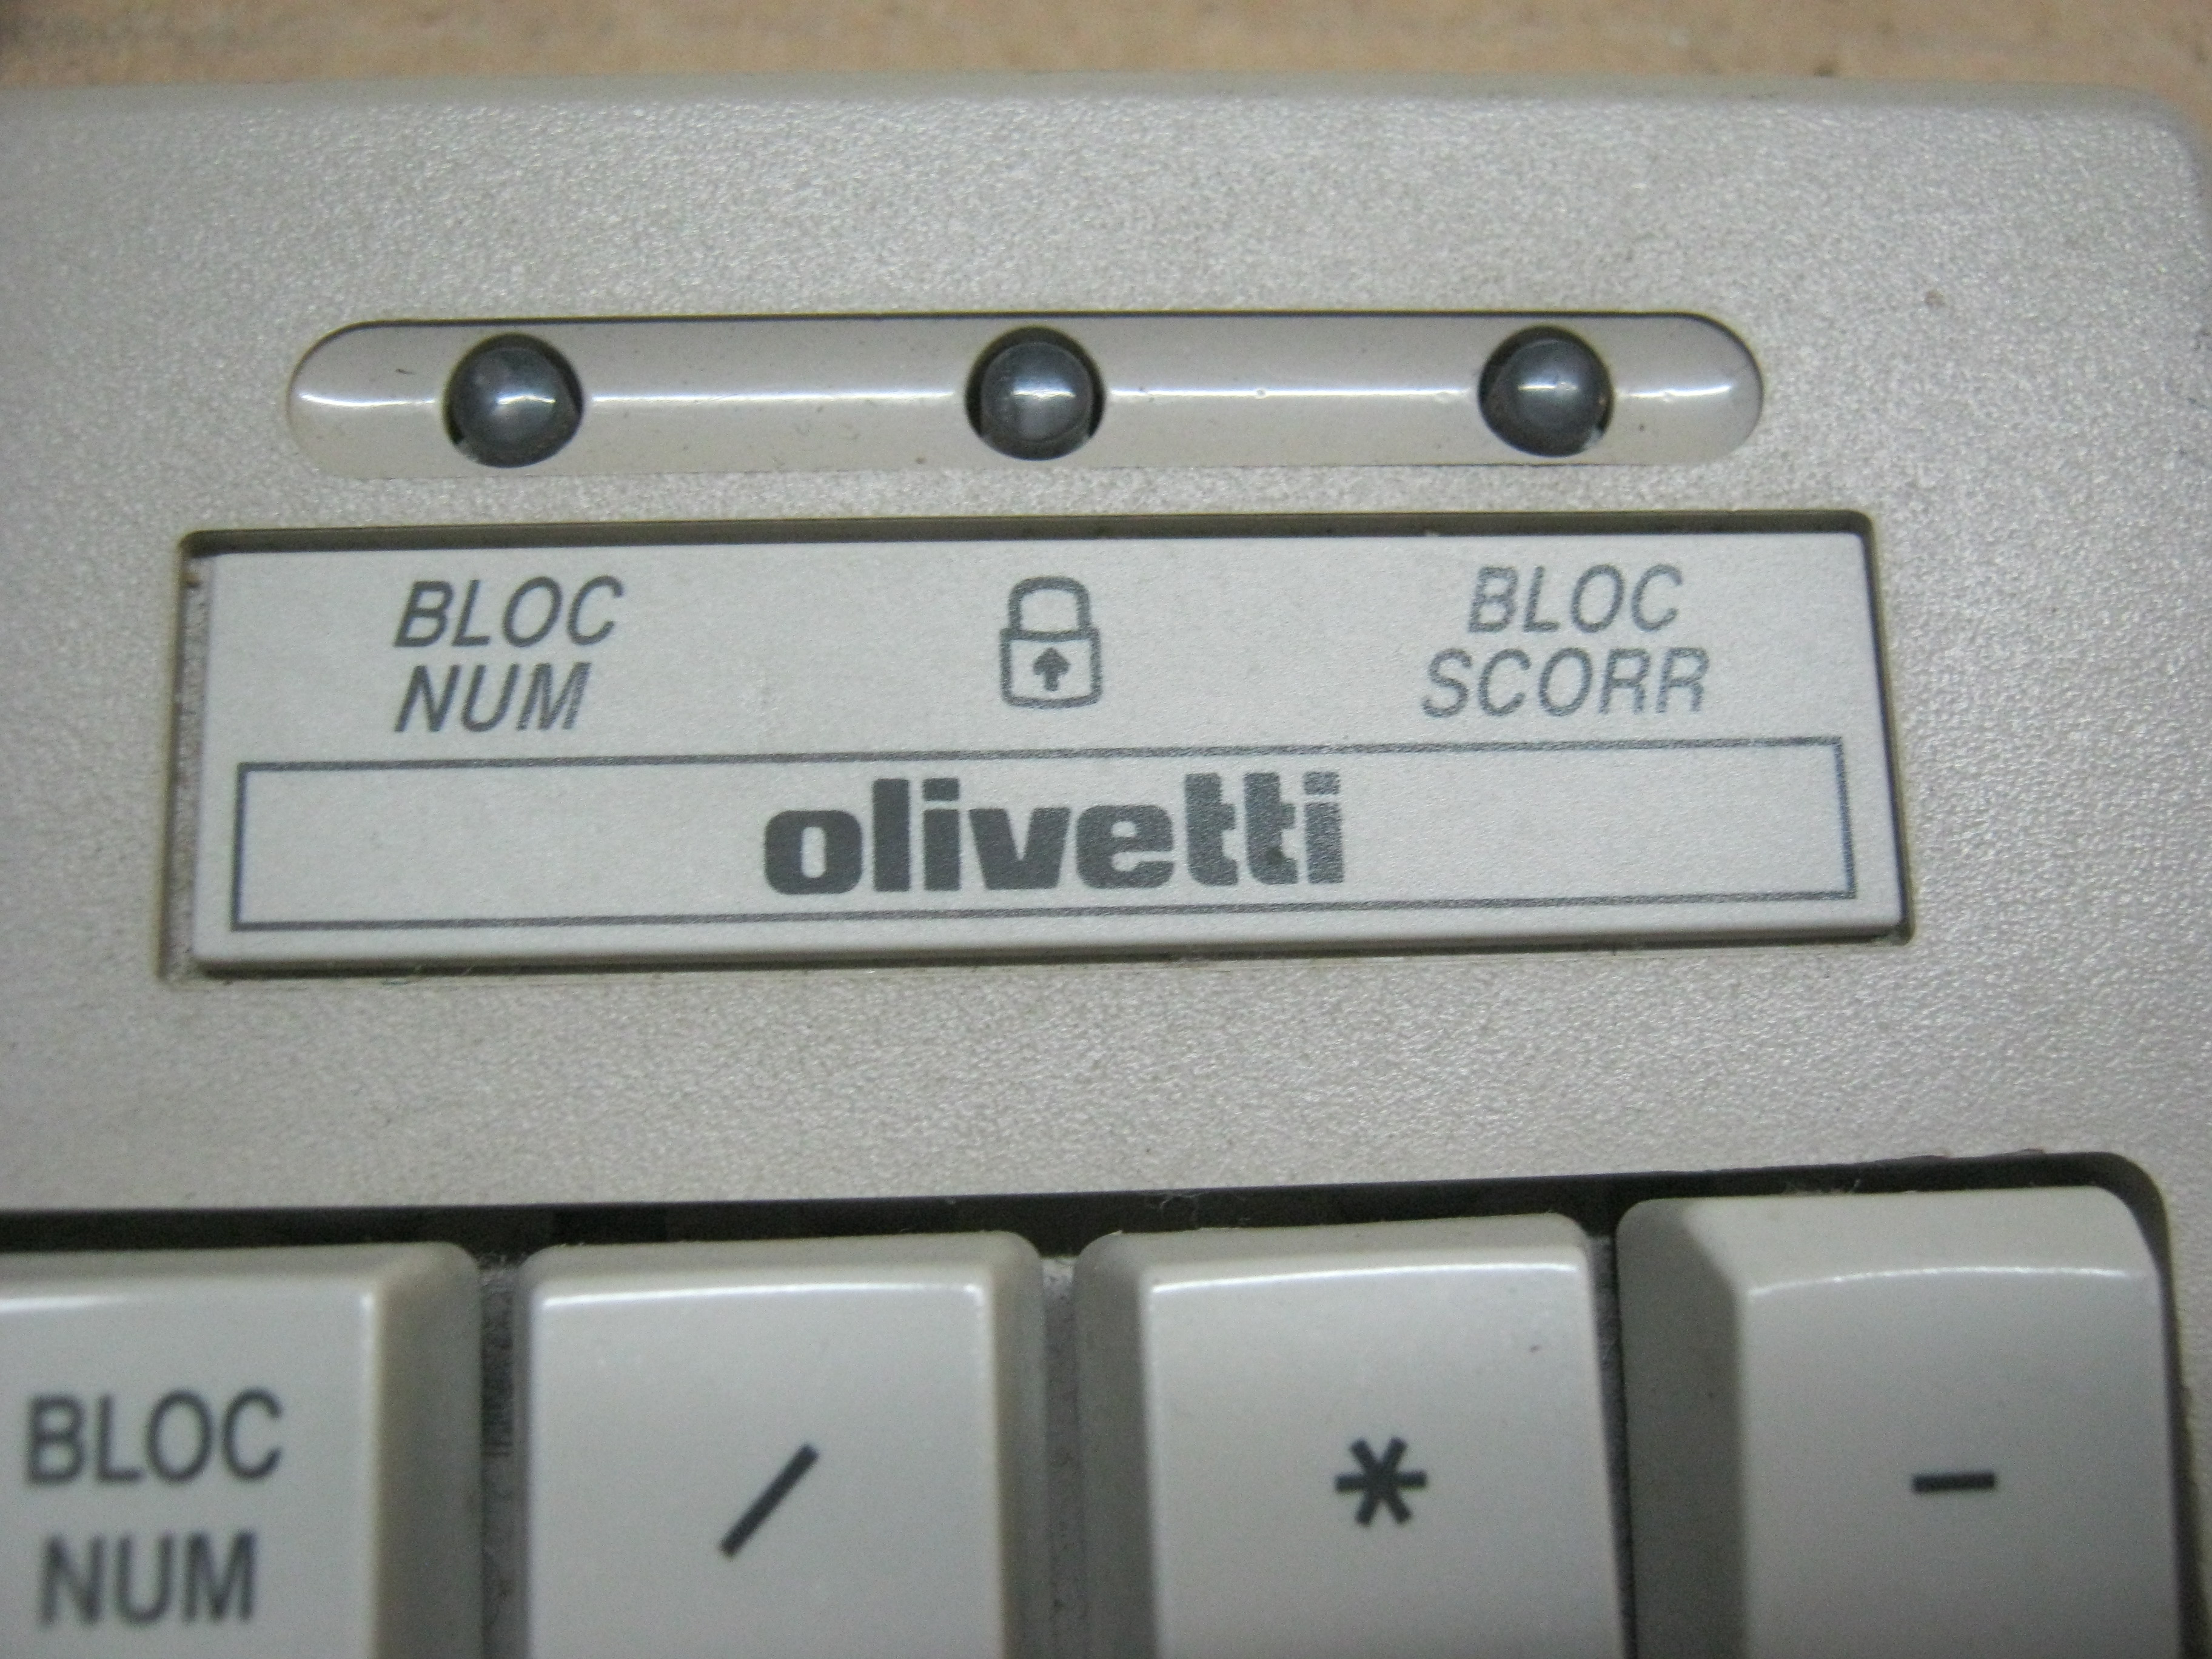 BLOC BLOC
NUM SCORR
olivetti
BLOC
NUM
/ * -